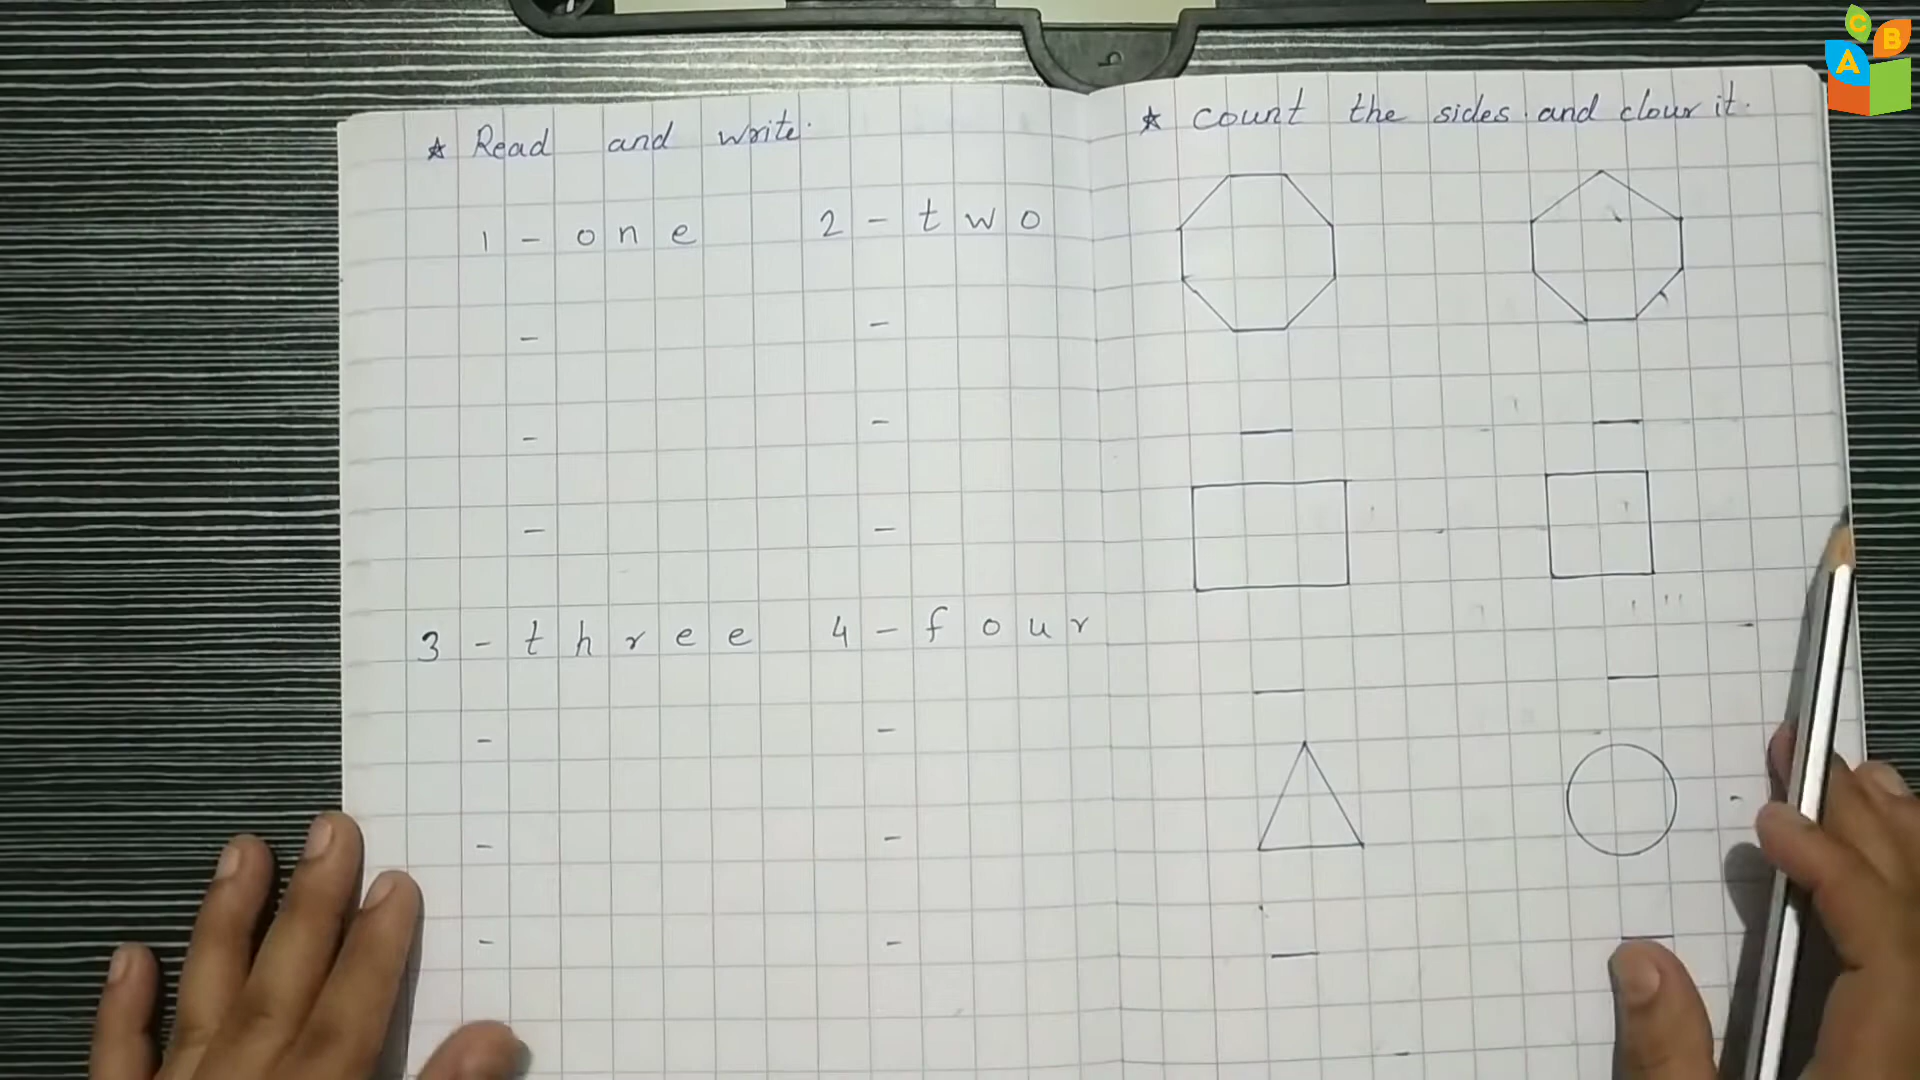 ★ Read and write.
1 - one 2 - two
-  -
-  -
-  -
3 - three 4 - four
-  -
-  -
-  -
★ Count the sides and clour it.
A C B